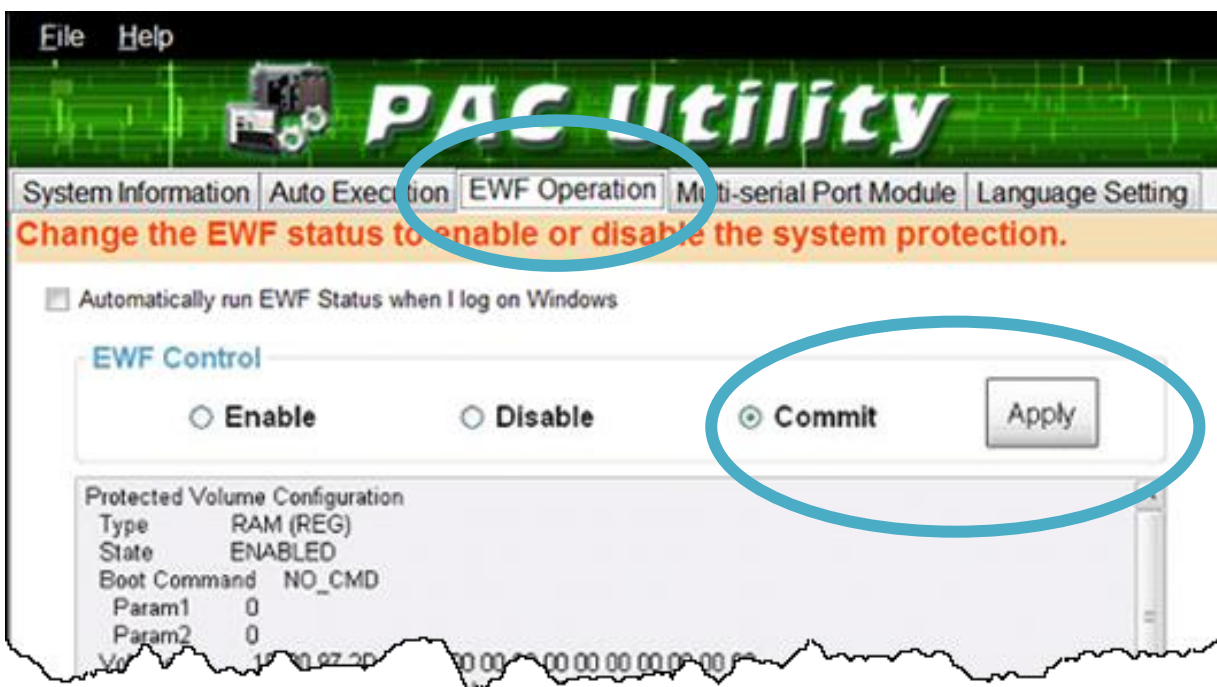 File Help
PAC Utility
System Information Auto Execution EWF Operation Multi-serial Port Module Language Setting
Change the EWF status to enable or disable the system protection.
Automatically run EWF Status when I log on Windows
EWF Control
Enable Disable Commit Apply
Protected Volume Configuration
Type RAM (REG)
State ENABLED
Boot Command NO_CMD
Param1 0
Param2 0